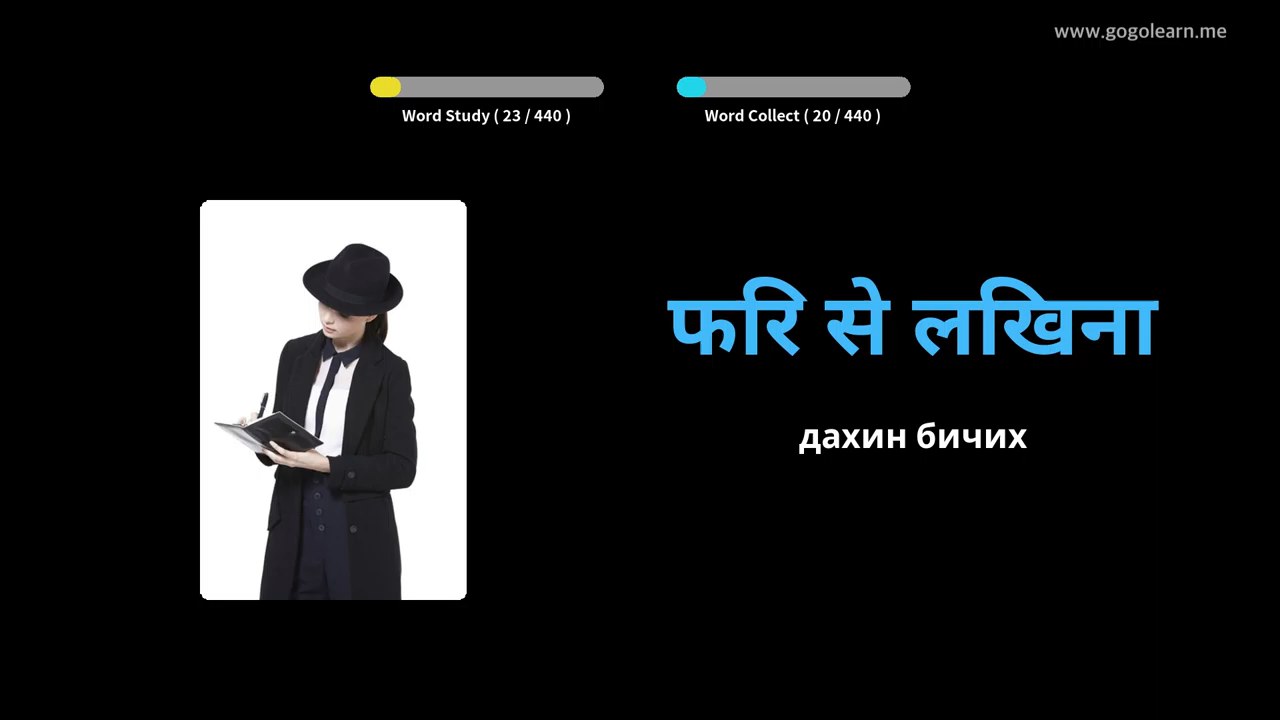 www.gogolearn.me
Word Study ( 23 / 440 )
Word Collect ( 20 / 440 )
फरि से लखिना
дахин бичих